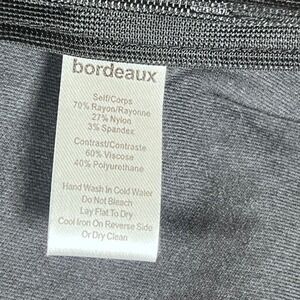 bordeaux
Self/Corps
70% Rayon/Rayonne
27% Nylon
3% Spandex
Contrast/Contraste
60% Viscose
40% Polyurethane
Hand Wash In Cold Water
Do Not Bleach
Lay Flat To Dry
Cool Iron On Reverse Side
Or Dry Clean